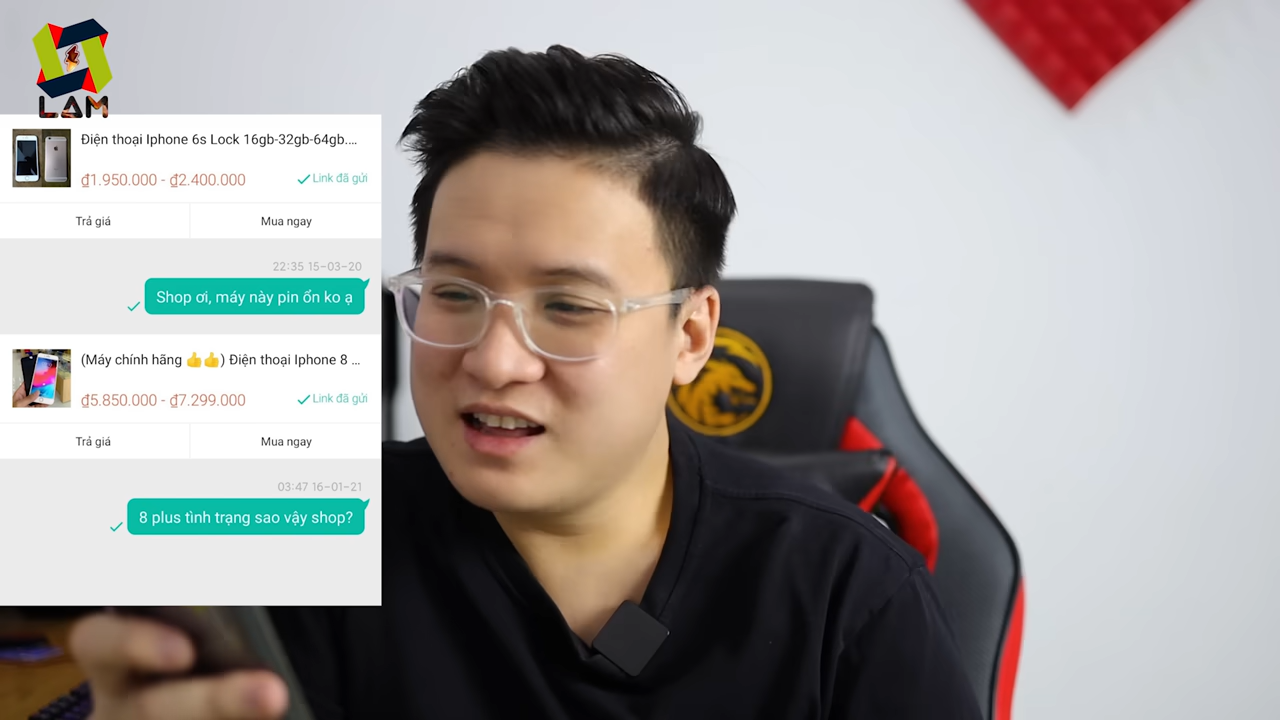 LAM
Điện thoại Iphone 6s Lock 16gb-32gb-64gb....
₫1.950.000 - ₫2.400.000
Link đã gửi
Trả giá
Mua ngay
22:35 15-03-20
Shop ơi, máy này pin ổn ko ạ
(Máy chính hãng 👍👍) Điện thoại Iphone 8 ...
₫5.850.000 - ₫7.299.000
Link đã gửi
Trả giá
Mua ngay
03:47 16-01-21
8 plus tình trạng sao vậy shop?